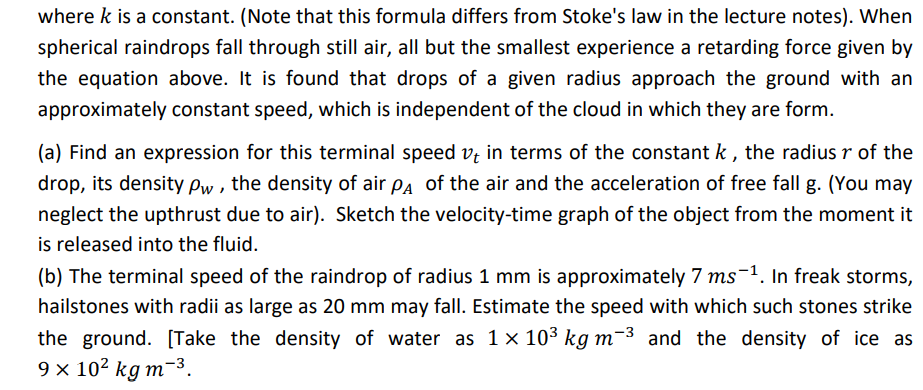 where k is a constant. (Note that this formula differs from Stoke's law in the lecture notes). When
spherical raindrops fall through still air, all but the smallest experience a retarding force given by
the equation above. It is found that drops of a given radius approach the ground with an
approximately constant speed, which is independent of the cloud in which they are form.
(a) Find an expression for this terminal speed vₜ in terms of the constant k , the radius r of the
drop, its density ρ_W , the density of air ρ_A of the air and the acceleration of free fall g. (You may
neglect the upthrust due to air). Sketch the velocity-time graph of the object from the moment it
is released into the fluid.
(b) The terminal speed of the raindrop of radius 1 mm is approximately 7 ms⁻¹. In freak storms,
hailstones with radii as large as 20 mm may fall. Estimate the speed with which such stones strike
the ground. [Take the density of water as 1 × 10³ kg m⁻³ and the density of ice as
9 × 10² kg m⁻³.